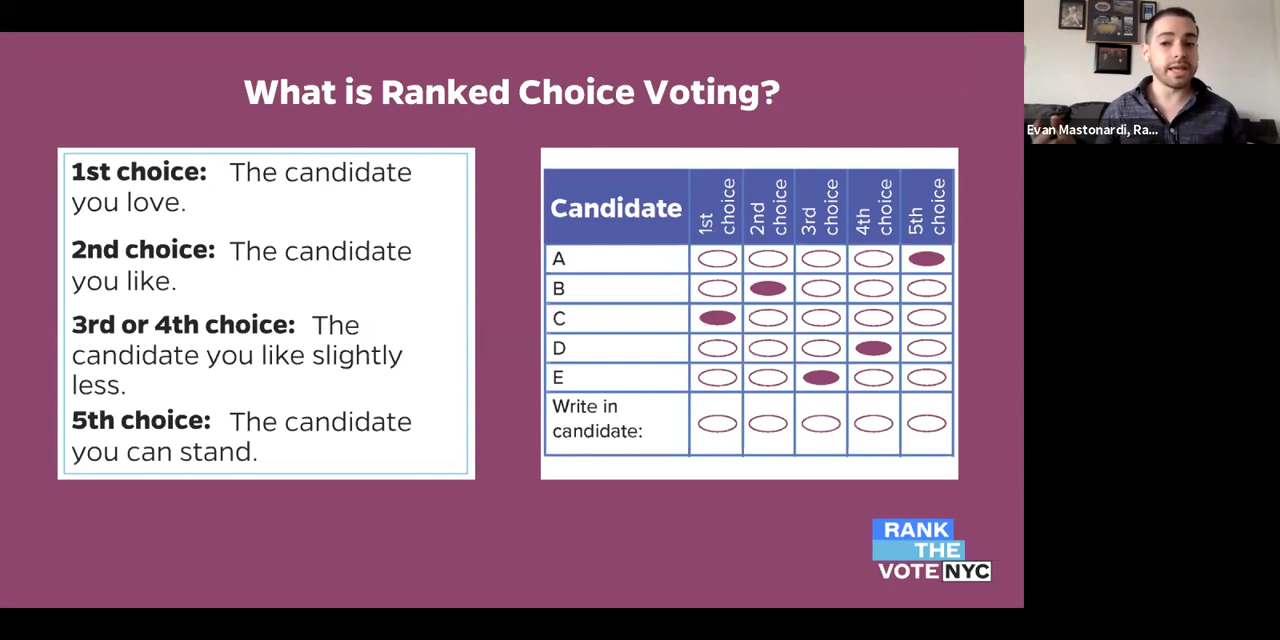 What is Ranked Choice Voting?
1st choice: The candidate
you love.
2nd choice: The candidate
you like.
3rd or 4th choice: The
candidate you like slightly
less.
5th choice: The candidate
you can stand.
Candidate
1st
choice
2nd
choice
3rd
choice
4th
choice
5th
choice
A
B
C
D
E
Write in
candidate:
RANK
THE
VOTE NYC
Evan Mastonardi, Ra...